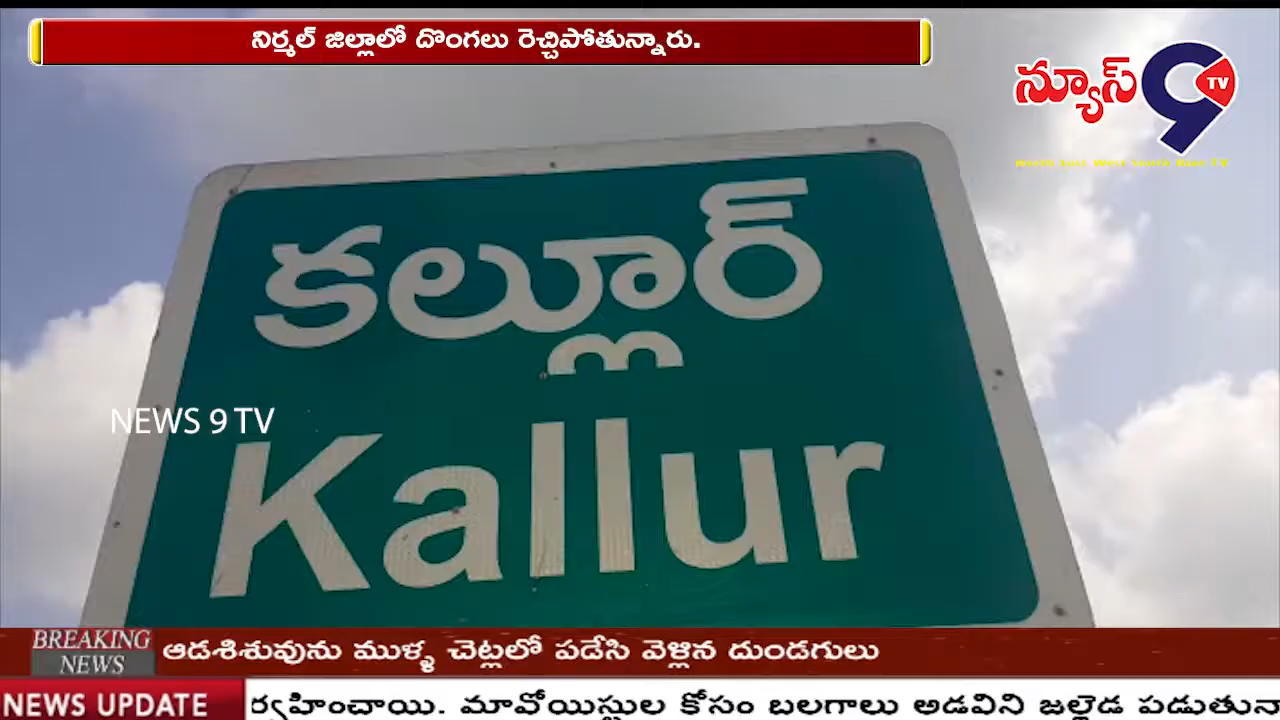 నిర్మల్ జిల్లాలో దొంగలు రెచ్చిపోతున్నారు.
న్యూస్ 9 TV
కల్లూర్
NEWS 9 TV
Kallur
BREAKING NEWS
ఆడశిశువును ముళ్ళ చెట్లలో పడేసి వెళ్లిన దుండగులు
NEWS UPDATE
ర్వహించాయి. మావోయిస్టుల కోసం బలగాలు అడవిని జల్లెడ పడుతున్నా